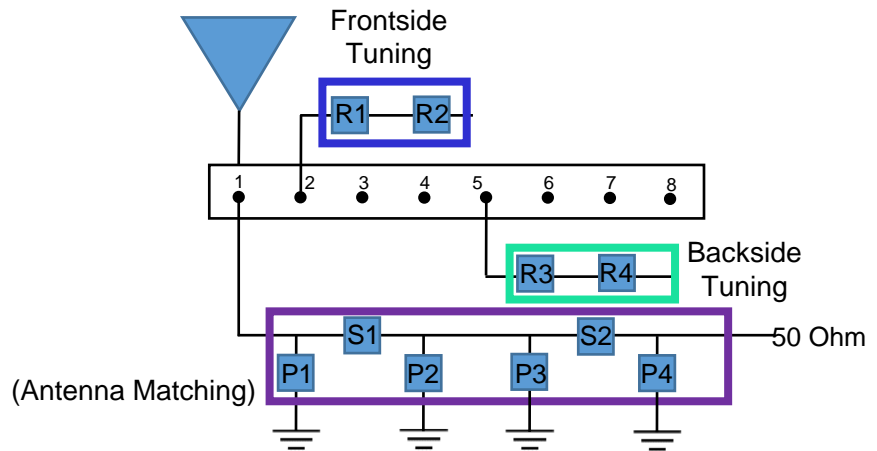 Frontside
Tuning
R1 R2
1 2 3 4 5 6 7 8
R3 R4
Backside
Tuning
S1 S2
50 Ohm
P1 P2 P3 P4
(Antenna Matching)